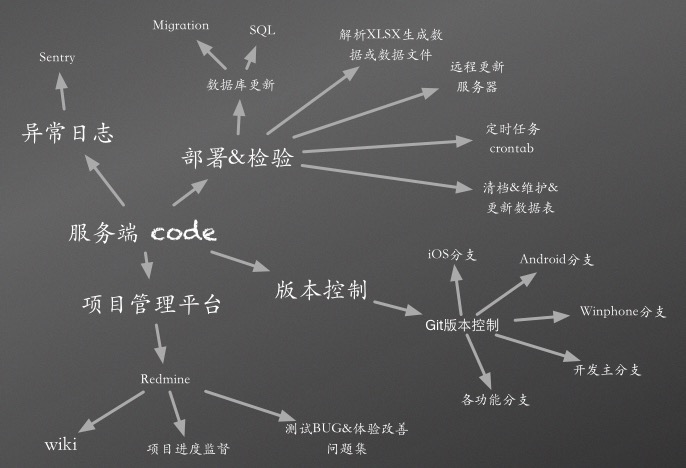 Migration
SQL
解析XLSX生成数
据或数据文件
Sentry
数据库更新
远程更新
服务器
异常日志
部署&检验
定时任务
crontab
清档&维护&
更新数据表
服务端 code
iOS分支
Android分支
项目管理平台
版本控制
Git版本控制
Winphone分支
开发主分支
Redmine
各功能分支
wiki
项目进度监督
测试BUG&体验改善
问题集